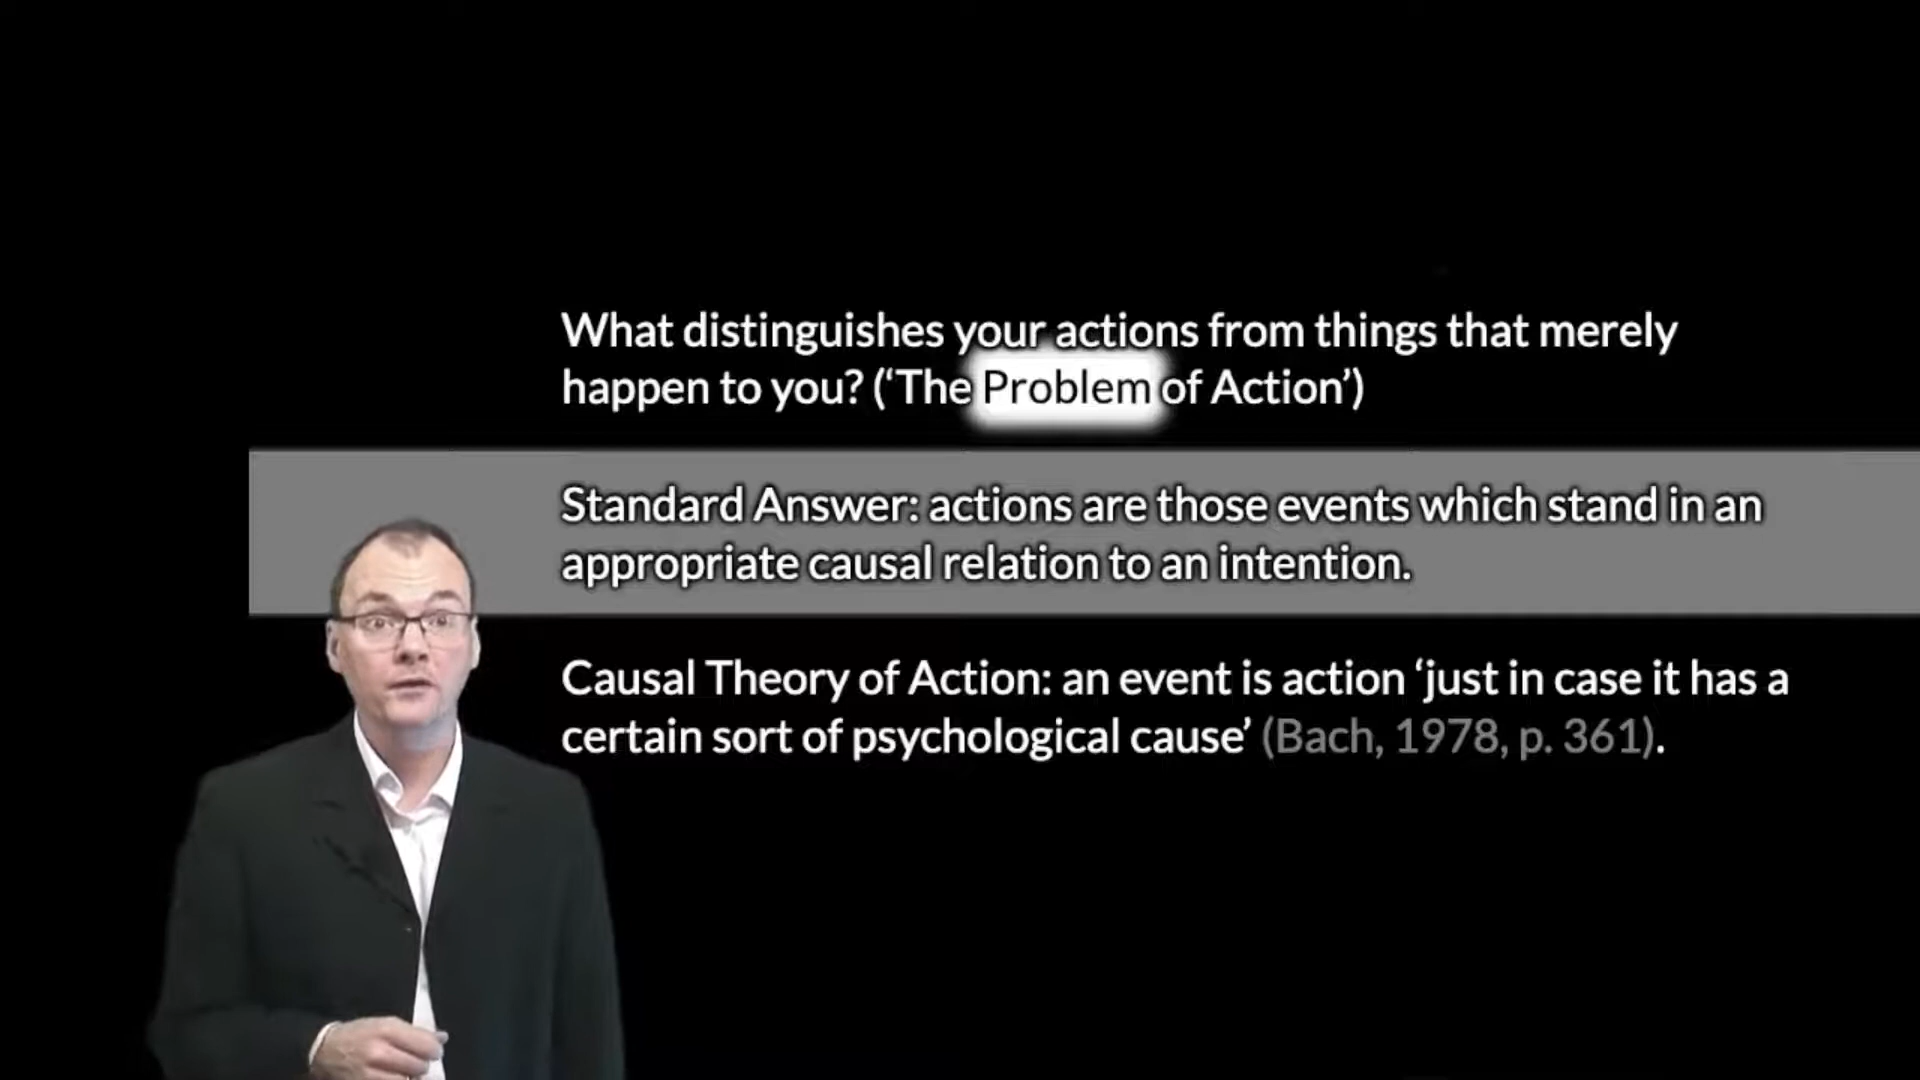 What distinguishes your actions from things that merely
happen to you? (‘The Problem of Action’)
Standard Answer: actions are those events which stand in an
appropriate causal relation to an intention.
Causal Theory of Action: an event is action ‘just in case it has a
certain sort of psychological cause’ (Bach, 1978, p. 361).